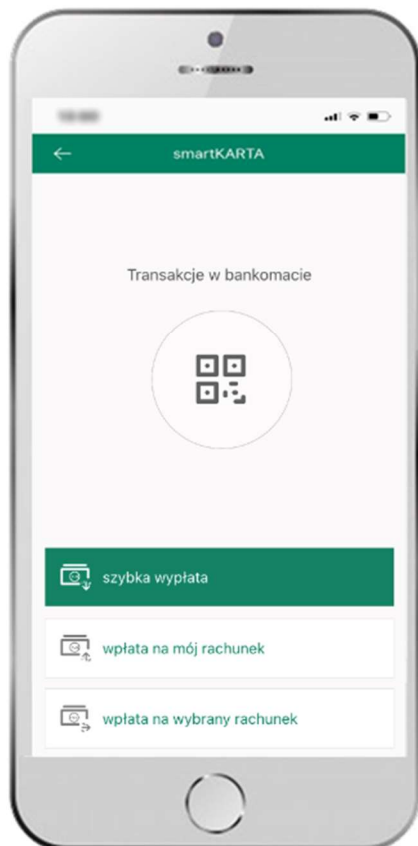 smartKARTA
Transakcje w bankomacie
szybka wypłata
wpłata na mój rachunek
wpłata na wybrany rachunek